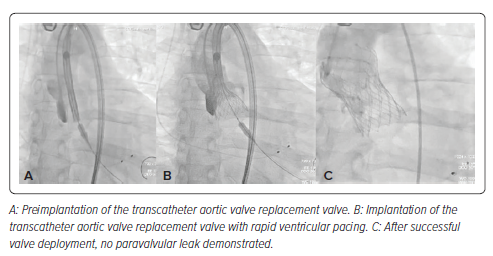 A
B
C
A: Preimplantation of the transcatheter aortic valve replacement valve. B: Implantation of the
transcatheter aortic valve replacement valve with rapid ventricular pacing. C: After successful
valve deployment, no paravalvular leak demonstrated.